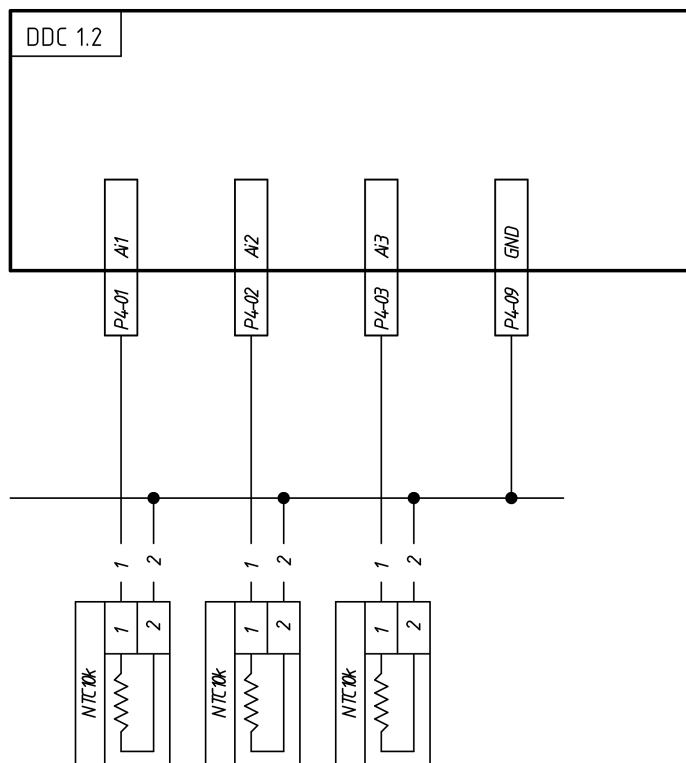 DDC 1.2
Ai1 Ai2 Ai3 GND
P4-01 P4-02 P4-03 P4-09
1 2 1 2 1 2
1 2 1 2 1 2
NTC10k NTC10k NTC10k